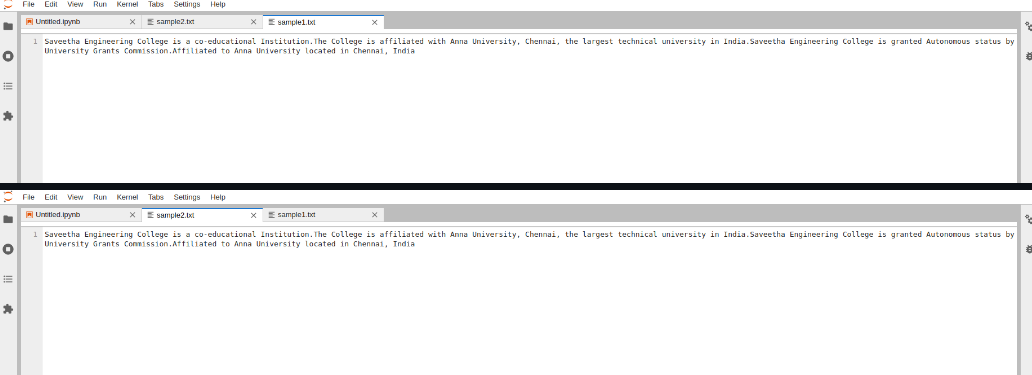 File Edit View Run Kernel Tabs Settings Help
Untitled.ipynb sample2.txt sample1.txt
1 Saveetha Engineering College is a co-educational Institution.The College is affiliated with Anna University, Chennai, the largest technical university in India.Saveetha Engineering College is granted Autonomous status by
University Grants Commission.Affiliated to Anna University located in Chennai, India
File Edit View Run Kernel Tabs Settings Help
Untitled.ipynb sample2.txt sample1.txt
1 Saveetha Engineering College is a co-educational Institution.The College is affiliated with Anna University, Chennai, the largest technical university in India.Saveetha Engineering College is granted Autonomous status by
University Grants Commission.Affiliated to Anna University located in Chennai, India